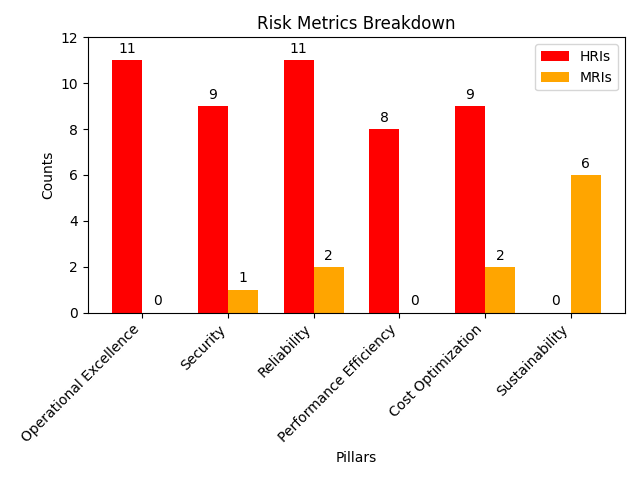 Risk Metrics Breakdown
HRIs
MRIs
Counts
12
10
8
6
4
2
0
11
0
9
1
11
2
8
0
9
2
0
6
Operational Excellence
Security
Reliability
Performance Efficiency
Cost Optimization
Sustainability
Pillars